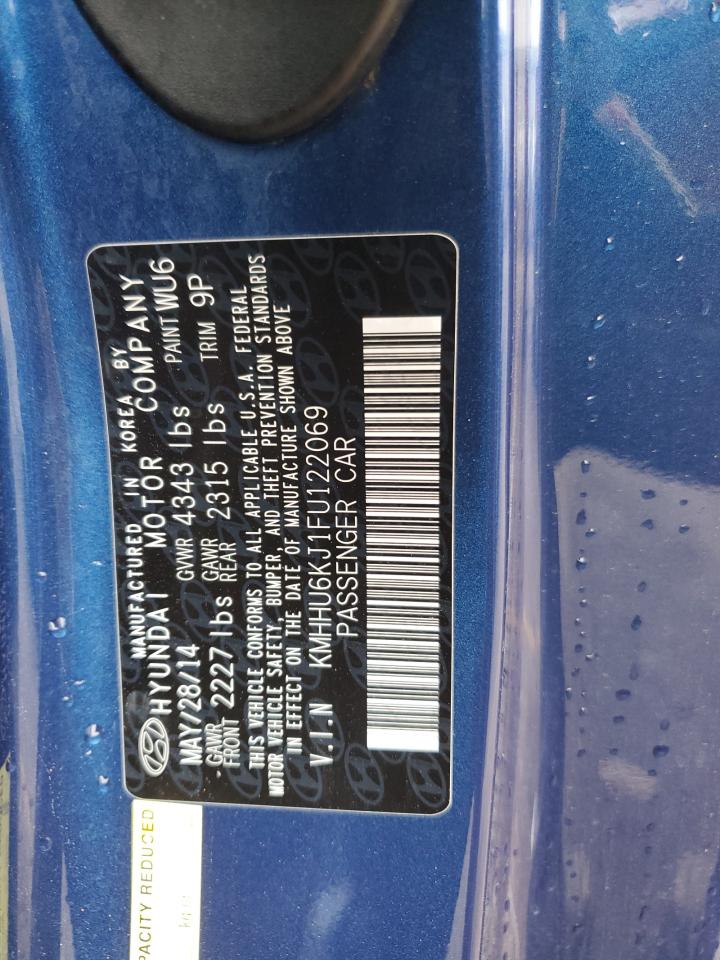 MANUFACTURED IN KOREA BY
HYUNDAI MOTOR COMPANY
MAY/28/14 GVWR 4343 lbs PAINT WU6
GAWR FRONT 2227 lbs GAWR REAR 2315 lbs TRIM 9P
THIS VEHICLE CONFORMS TO ALL APPLICABLE U.S.A. FEDERAL
MOTOR VEHICLE SAFETY, BUMPER, AND THEFT PREVENTION STANDARDS
IN EFFECT ON THE DATE OF MANUFACTURE SHOWN ABOVE
V.I.N KMHHU6KJ1FU122069
PASSENGER CAR
PACITY REDUCED